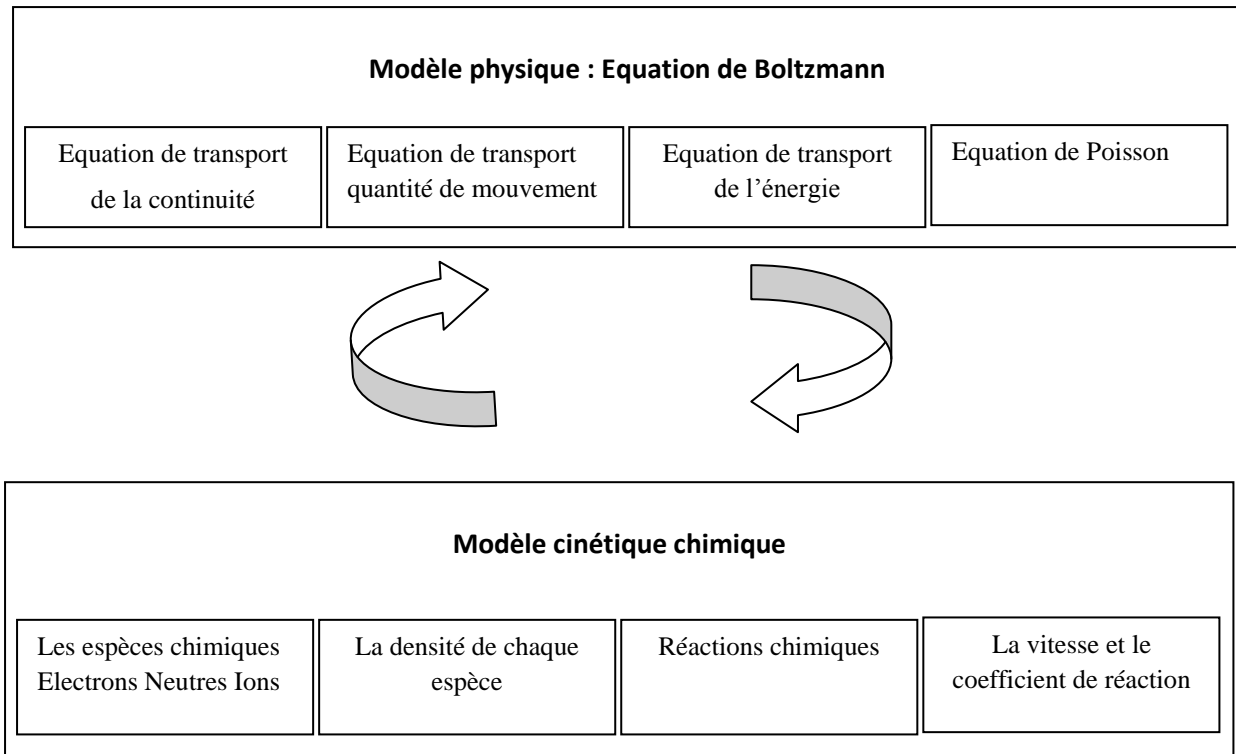 Modèle physique : Equation de Boltzmann
Equation de transport
de la continuité
Equation de transport
quantité de mouvement
Equation de transport
de l’énergie
Equation de Poisson
Modèle cinétique chimique
Les espèces chimiques
Electrons Neutres Ions
La densité de chaque
espèce
Réactions chimiques
La vitesse et le
coefficient de réaction